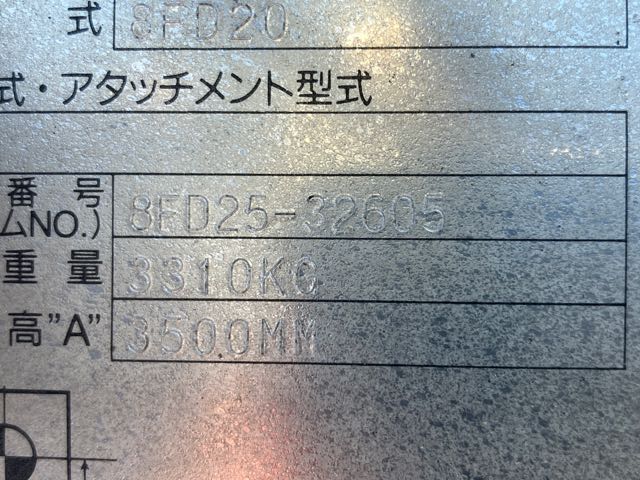 式 8FD20
式・アタッチメント型式
番号 8FD25-32605
ムNO.)
重量 3310KG
高"A" 3500MM